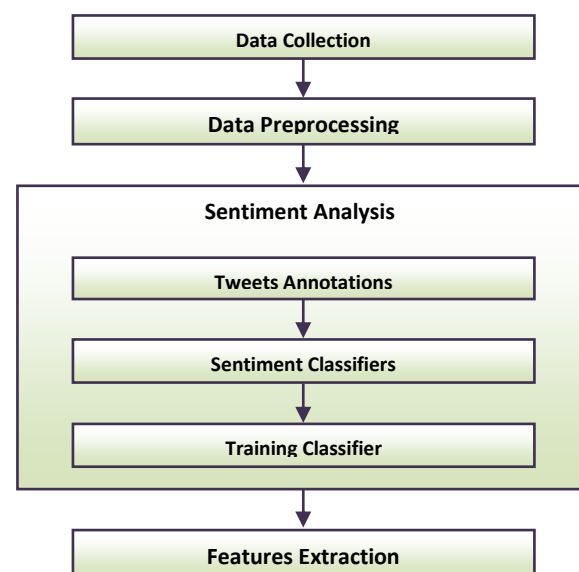 Data Collection
Data Preprocessing
Sentiment Analysis
Tweets Annotations
Sentiment Classifiers
Training Classifier
Features Extraction